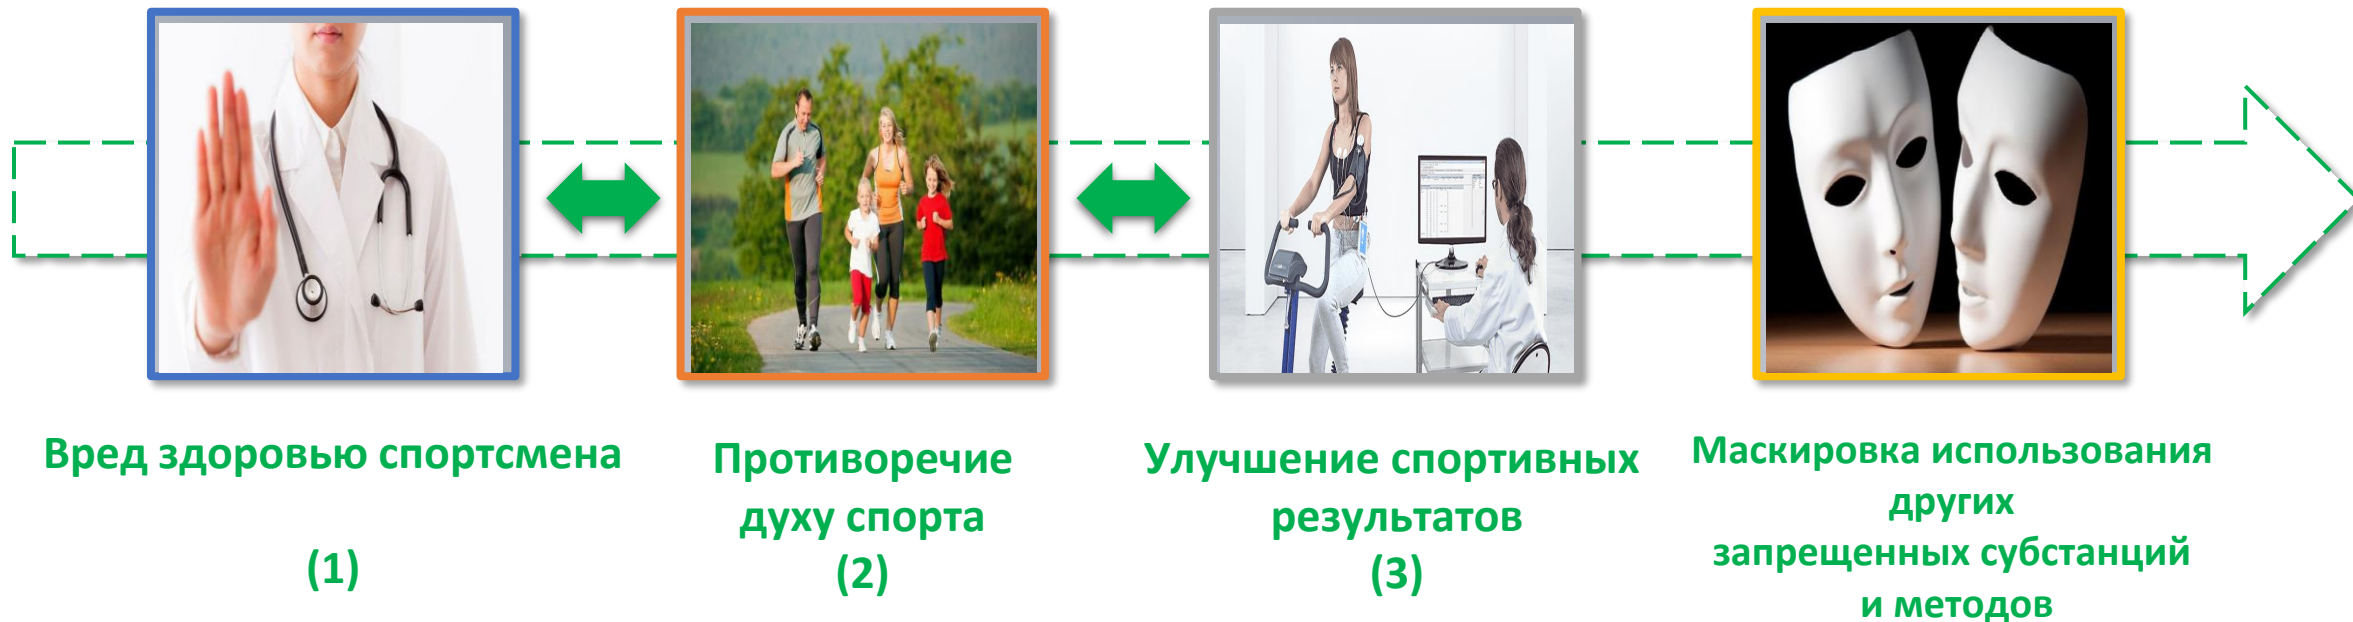 Вред здоровью спортсмена
(1)
Противоречие
духу спорта
(2)
Улучшение спортивных
результатов
(3)
Маскировка использования
других
запрещенных субстанций
и методов